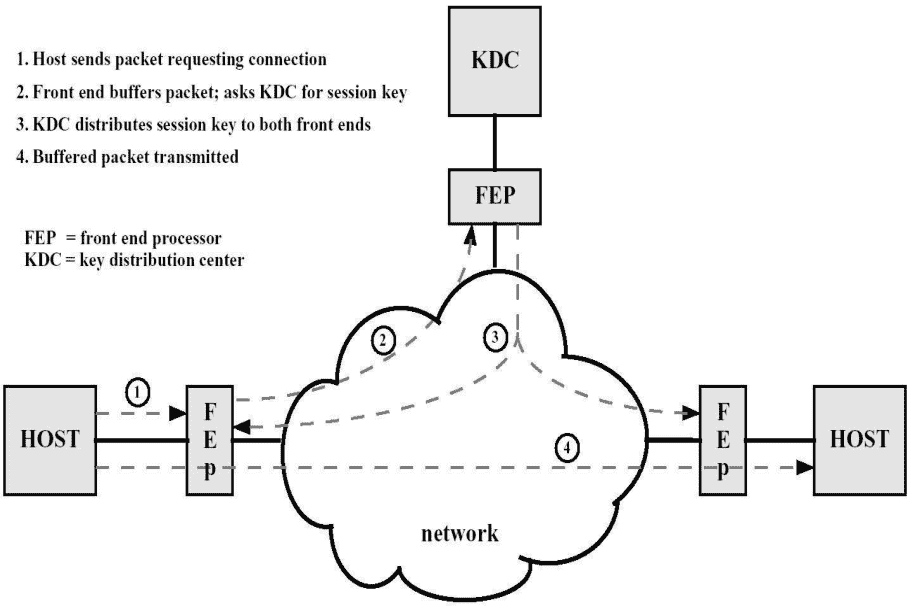 1. Host sends packet requesting connection
2. Front end buffers packet; asks KDC for session key
3. KDC distributes session key to both front ends
4. Buffered packet transmitted
FEP = front end processor
KDC = key distribution center
KDC
FEP
2
3
1
HOST
F
E
p
F
E
p
HOST
4
network